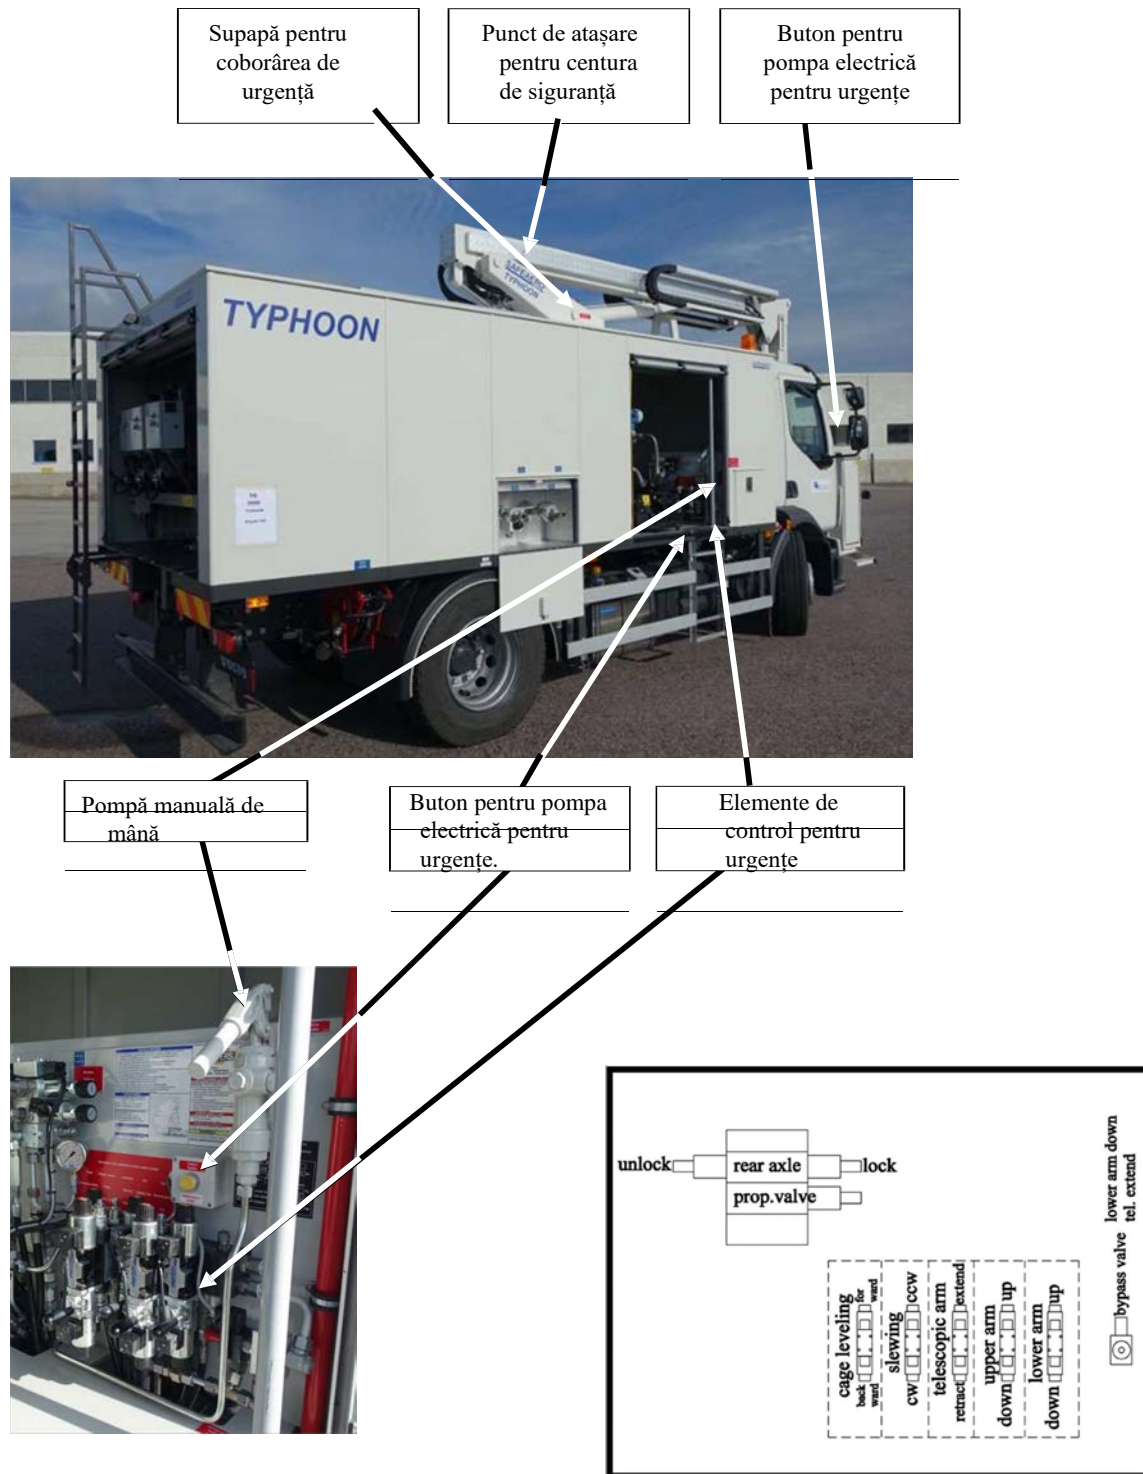 Supapă pentru
coborârea de
urgență
Punct de atașare
pentru centura
de siguranță
Buton pentru
pompa electrică
pentru urgențe
TYPHOON
SAFEAERO
TYPHOON
VOLVO
Pompă manuală de
mână
Buton pentru pompa
electrică pentru
urgențe.
Elemente de
control pentru
urgențe
unlock
rear axle
lock
prop.valve
cage leveling
back
ward
for
ward
slewing
cw
ccw
telescopic arm
retract
extend
upper arm
down
up
lower arm
down
up
bypass valve
lower arm down
tel. extend